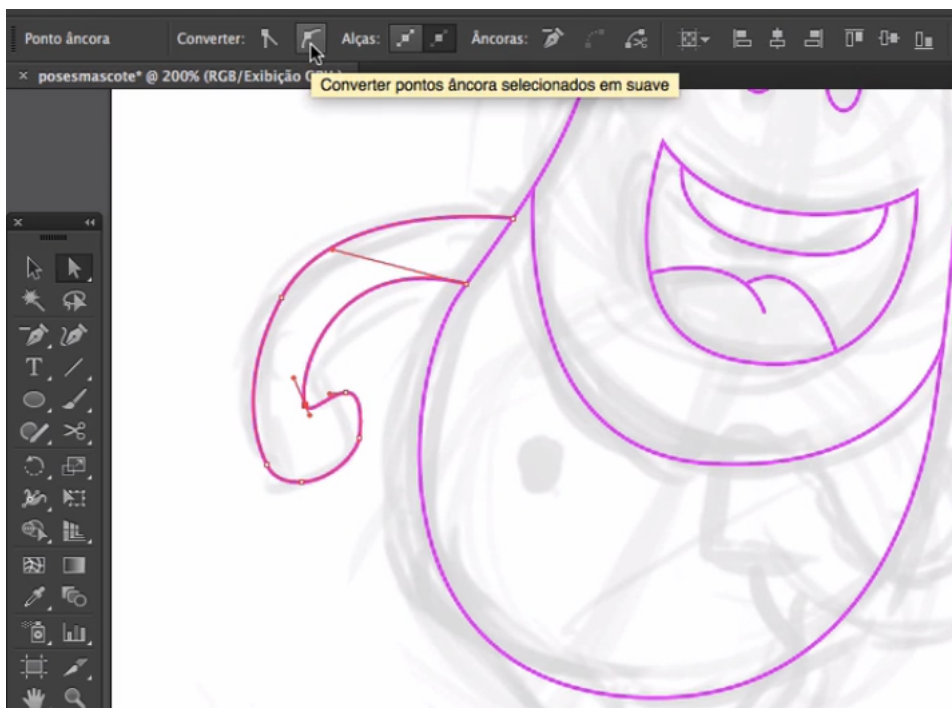 Ponto âncora Converter: Alças: Âncoras:
× posesmascote* @ 200% (RGB/Exibição
Converter pontos âncora selecionados em suave